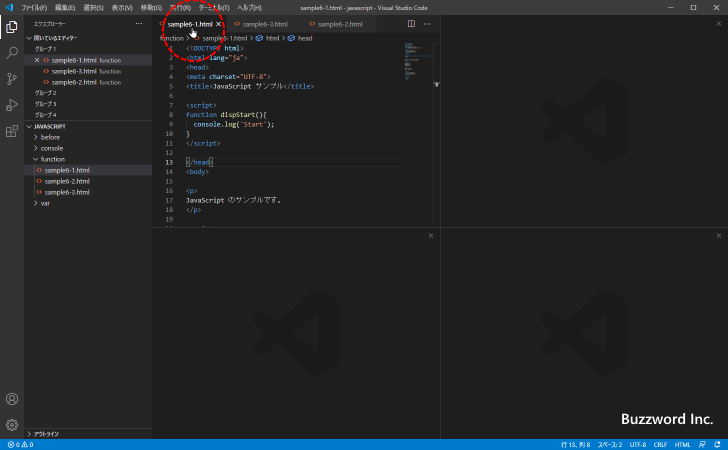 ファイル(F) 編集(E) 選択(S) 表示(V) 移動(G) 実行(R) ターミナル(T) ヘルプ(H) sample6-1.html - javascript - Visual Studio Code
エクスプローラー
sample6-1.html sample6-3.html sample6-2.html
開いているエディター
グループ 1
sample6-1.html function
sample6-3.html function
sample6-2.html function
グループ 2
グループ 3
グループ 4
JAVASCRIPT
before
console
function
sample6-1.html
sample6-2.html
sample6-3.html
var
アウトライン
function > sample6-1.html > html > head
1 <!DOCTYPE html>
2 <html lang="ja">
3 <head>
4 <meta charset="UTF-8">
5 <title>JavaScript サンプル</title>
6
7 <script>
8 function dispStart(){
9 console.log('Start');
10 }
11 </script>
12
13 </head>
14 <body>
15
16 <p>
17 JavaScript のサンプルです。
18 </p>
19
Buzzword Inc.
0 0 行 13、列 8 スペース: 2 UTF-8 CRLF HTML